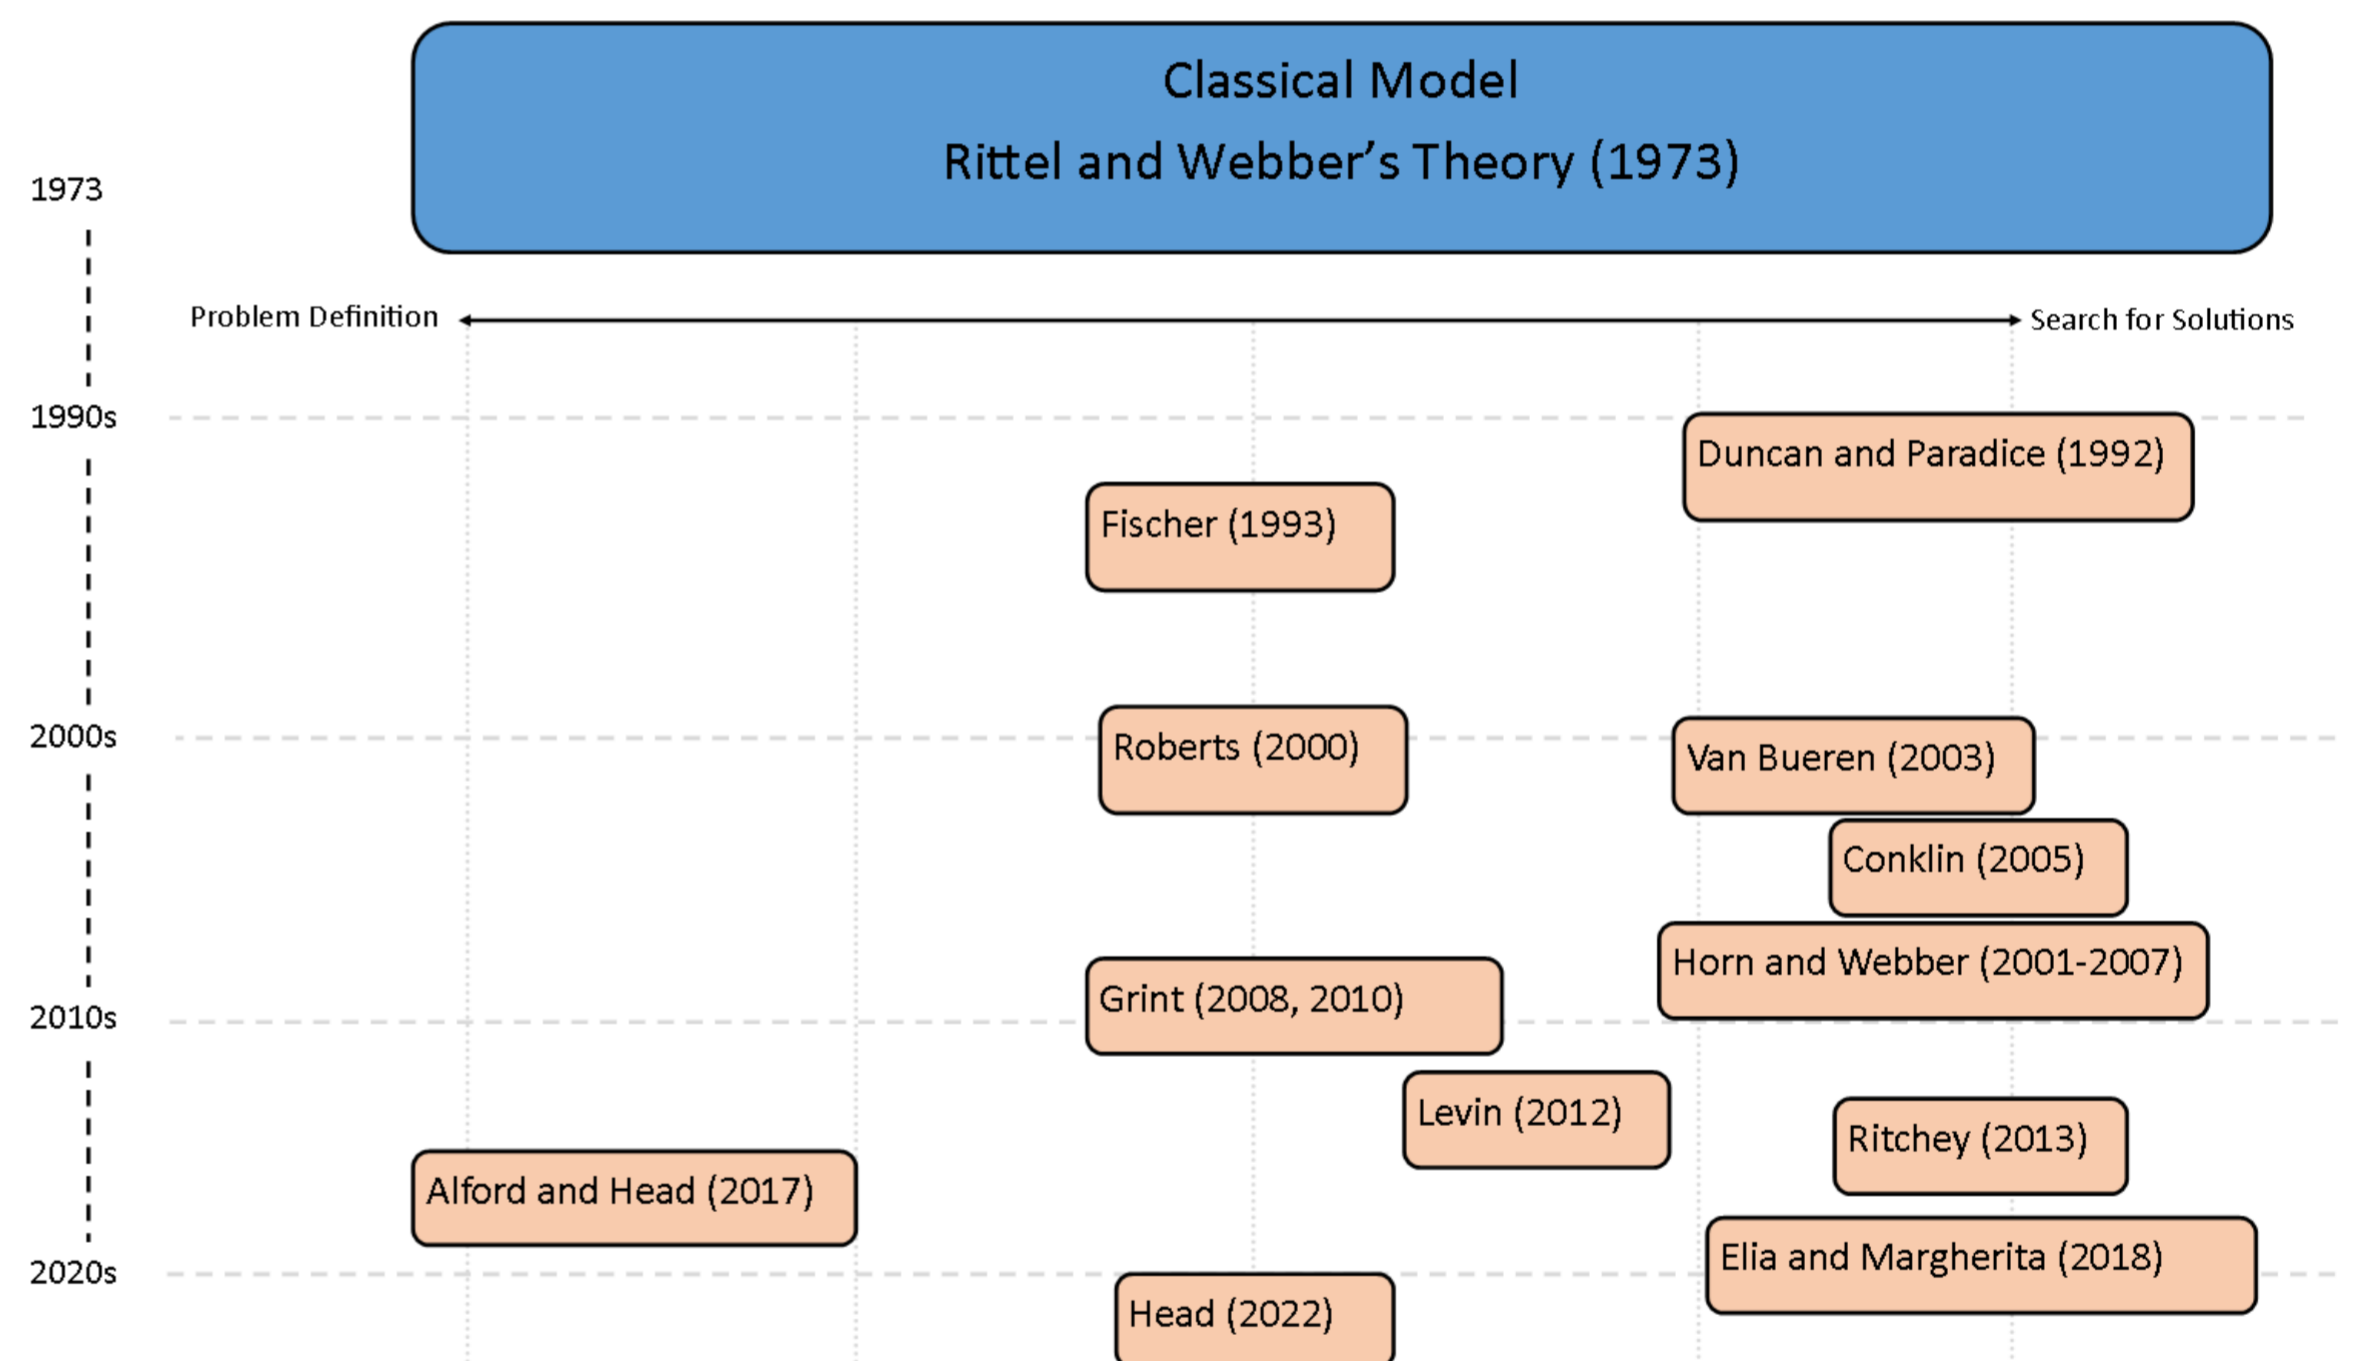 Classical Model
Rittel and Webber’s Theory (1973)
1973
Problem Definition
Search for Solutions
1990s
Duncan and Paradice (1992)
Fischer (1993)
2000s
Roberts (2000)
Van Bueren (2003)
Conklin (2005)
Horn and Webber (2001-2007)
Grint (2008, 2010)
2010s
Levin (2012)
Ritchey (2013)
Alford and Head (2017)
Elia and Margherita (2018)
2020s
Head (2022)